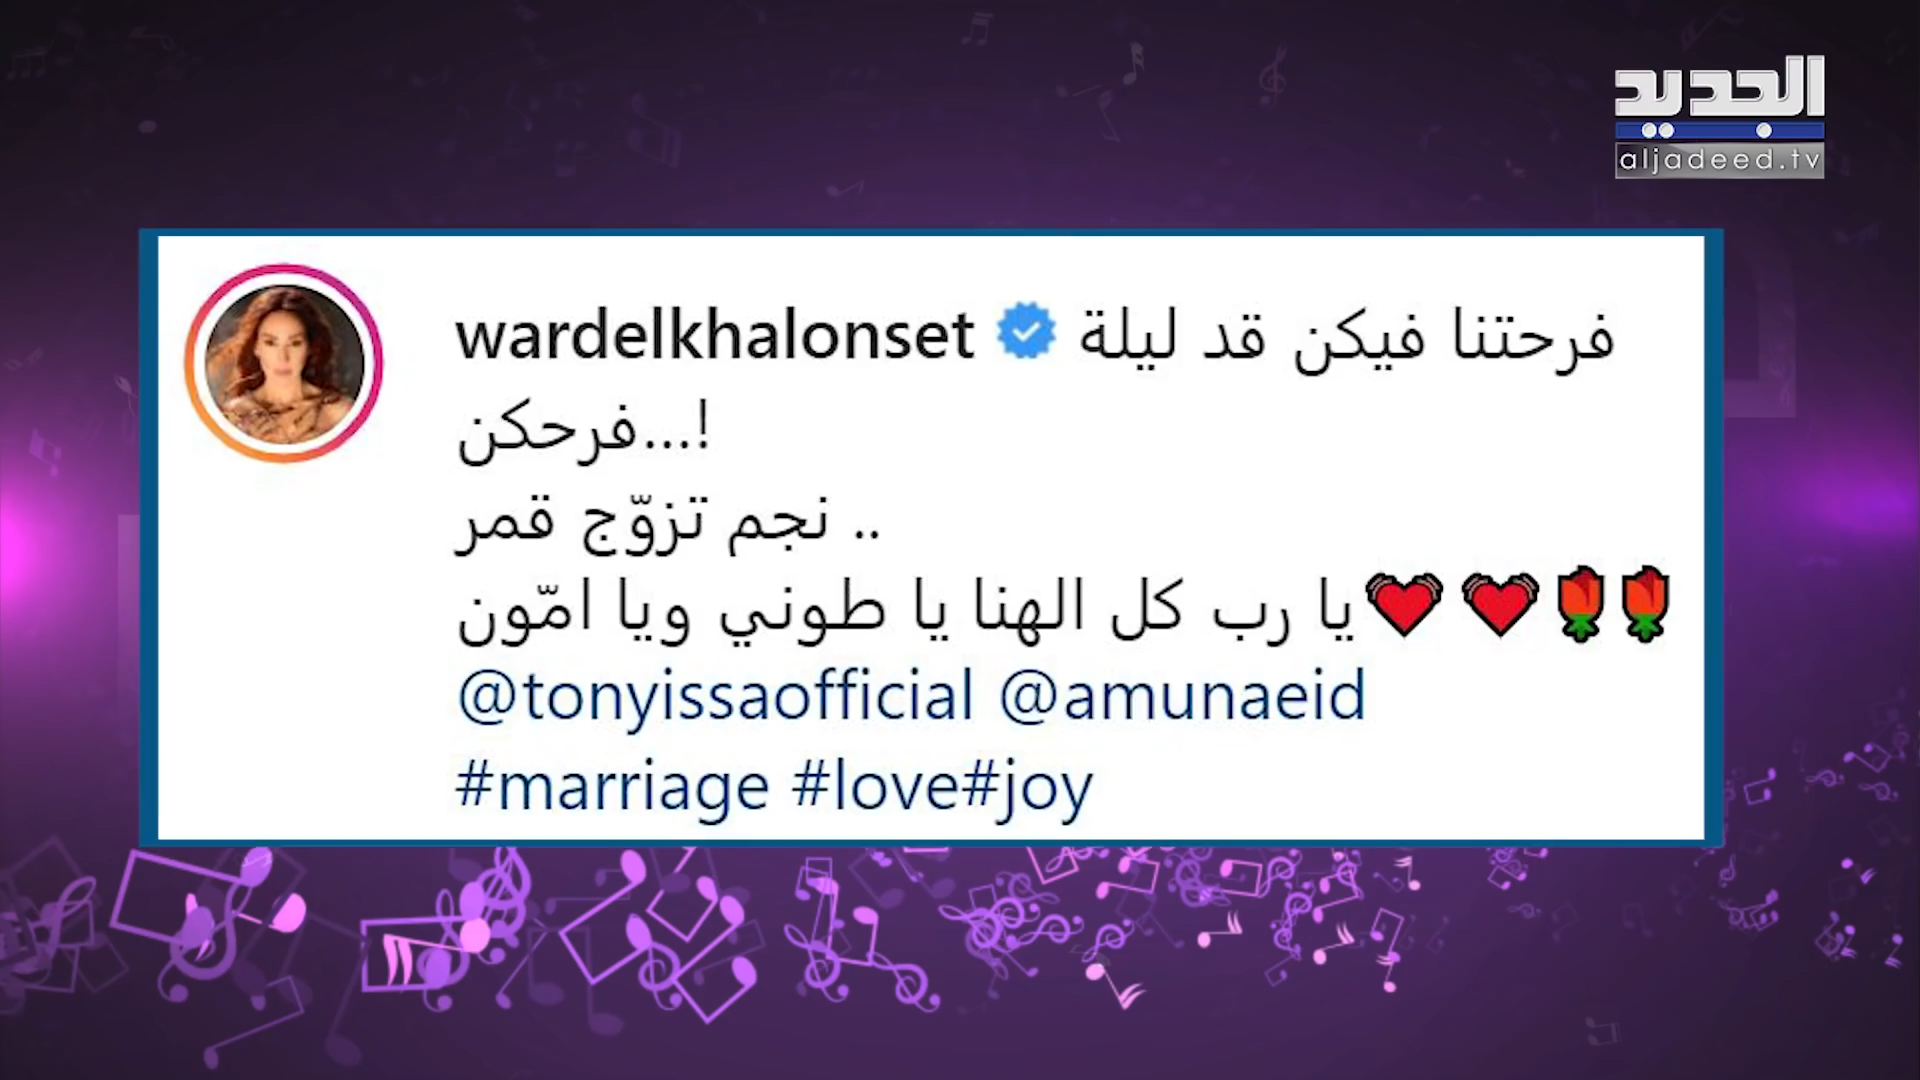 الجديد
aljadeed.tv
wardelkhalonset فرحتنا فيكن قد ليلة
فرحكن...!
نجم تزوّج قمر ..
يا رب كل الهنا يا طوني ويا امّون💓💓🌹🌹
@tonyissaofficial @amunaeid
#marriage #love#joy